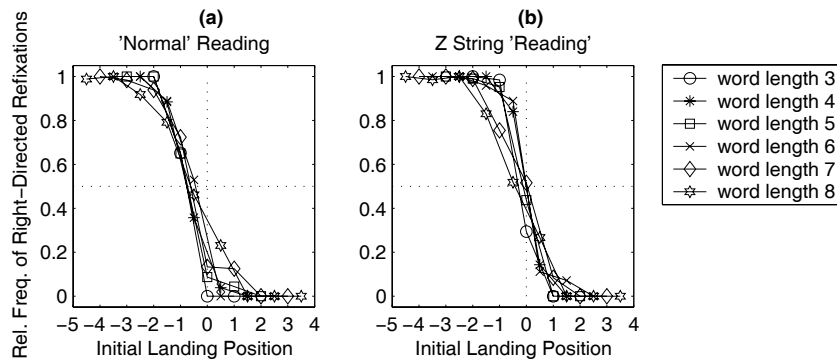 (a)
'Normal' Reading
Rel. Freq. of Right−Directed Refixations
1
0.8
0.6
0.4
0.2
0
−5 −4 −3 −2 −1 0 1 2 3 4
Initial Landing Position
(b)
Z String 'Reading'
1
0.8
0.6
0.4
0.2
0
−5 −4 −3 −2 −1 0 1 2 3 4
Initial Landing Position
word length 3
word length 4
word length 5
word length 6
word length 7
word length 8